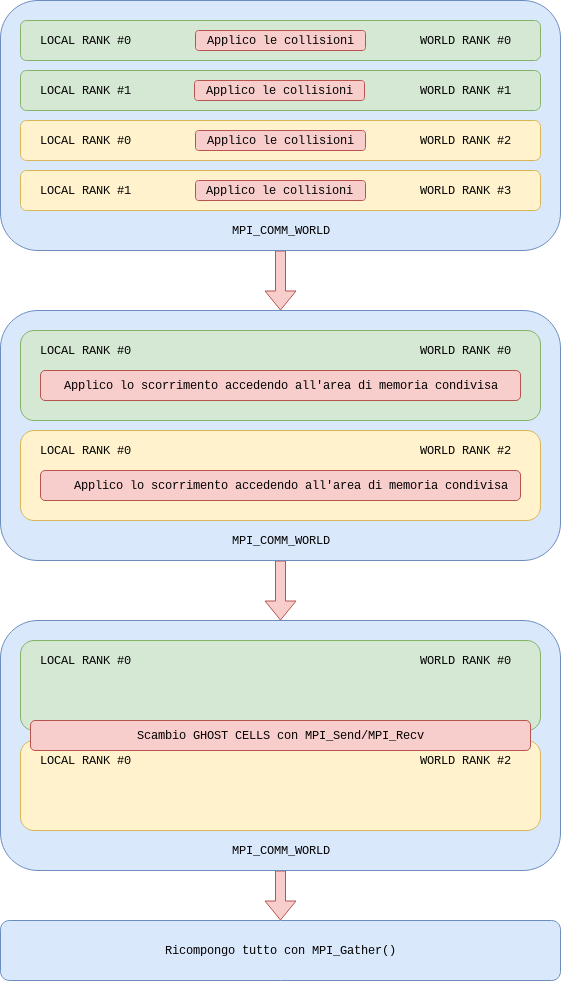 LOCAL RANK #0 Applico le collisioni WORLD RANK #0
LOCAL RANK #1 Applico le collisioni WORLD RANK #1
LOCAL RANK #0 Applico le collisioni WORLD RANK #2
LOCAL RANK #1 Applico le collisioni WORLD RANK #3
MPI_COMM_WORLD
LOCAL RANK #0 WORLD RANK #0
Applico lo scorrimento accedendo all'area di memoria condivisa
LOCAL RANK #0 WORLD RANK #2
Applico lo scorrimento accedendo all'area di memoria condivisa
MPI_COMM_WORLD
LOCAL RANK #0 WORLD RANK #0
Scambio GHOST CELLS con MPI_Send/MPI_Recv
LOCAL RANK #0 WORLD RANK #2
MPI_COMM_WORLD
Ricompongo tutto con MPI_Gather()